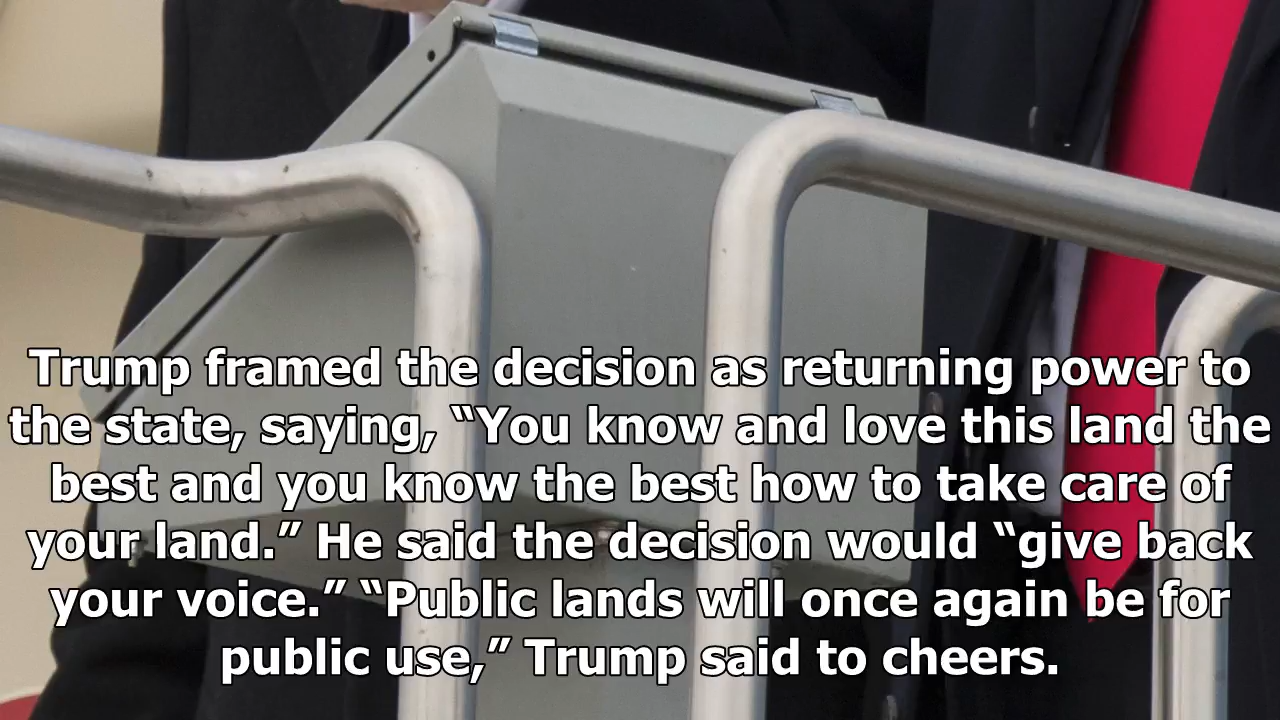 Trump framed the decision as returning power to
the state, saying, “You know and love this land the
best and you know the best how to take care of
your land.” He said the decision would “give back
your voice.” “Public lands will once again be for
public use,” Trump said to cheers.